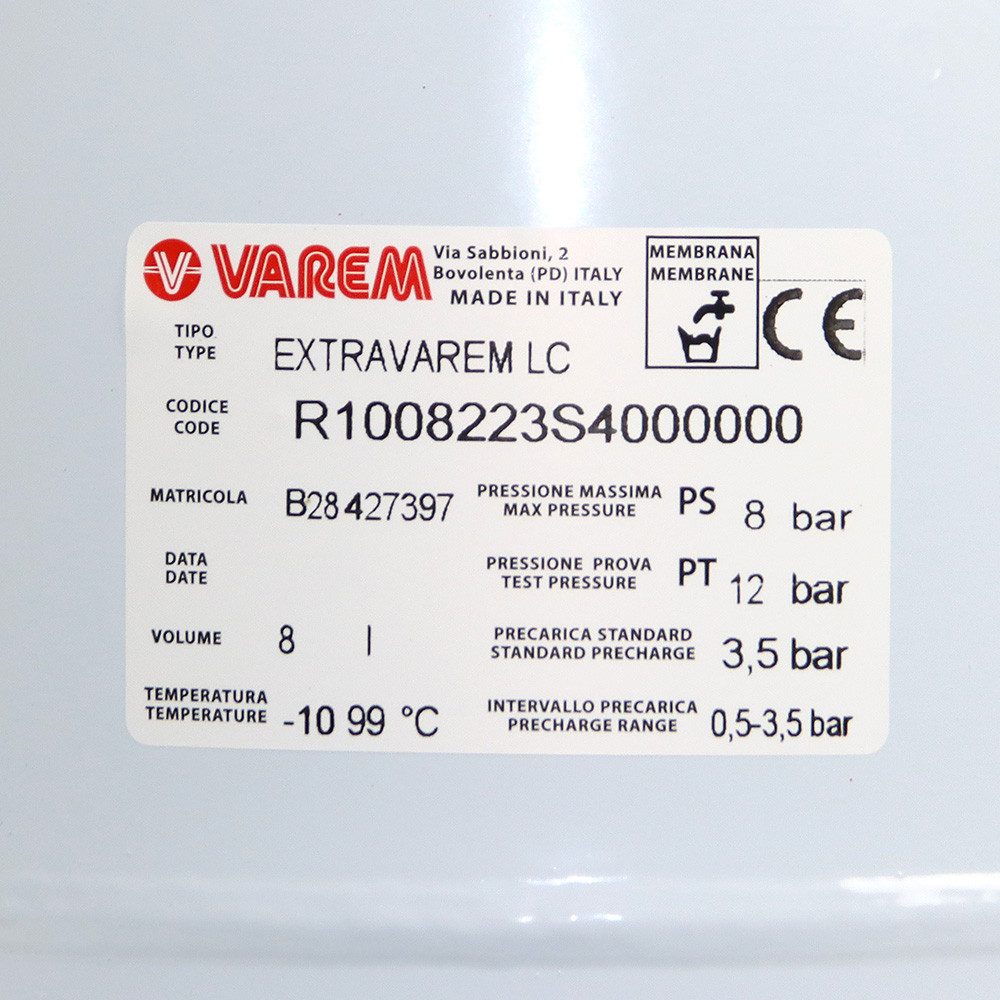 V VAREM
Via Sabbioni, 2
Bovolenta (PD) ITALY
MADE IN ITALY
MEMBRANA
MEMBRANE
CE
TIPO
TYPE
EXTRAVAREM LC
CODICE
CODE
R1008223S4000000
MATRICOLA
B28427397
PRESSIONE MASSIMA
MAX PRESSURE
PS 8 bar
DATA
DATE
PRESSIONE PROVA
TEST PRESSURE
PT 12 bar
VOLUME
8 l
PRECARICA STANDARD
STANDARD PRECHARGE
3,5 bar
TEMPERATURA
TEMPERATURE
-10 99 °C
INTERVALLO PRECARICA
PRECHARGE RANGE
0,5-3,5 bar